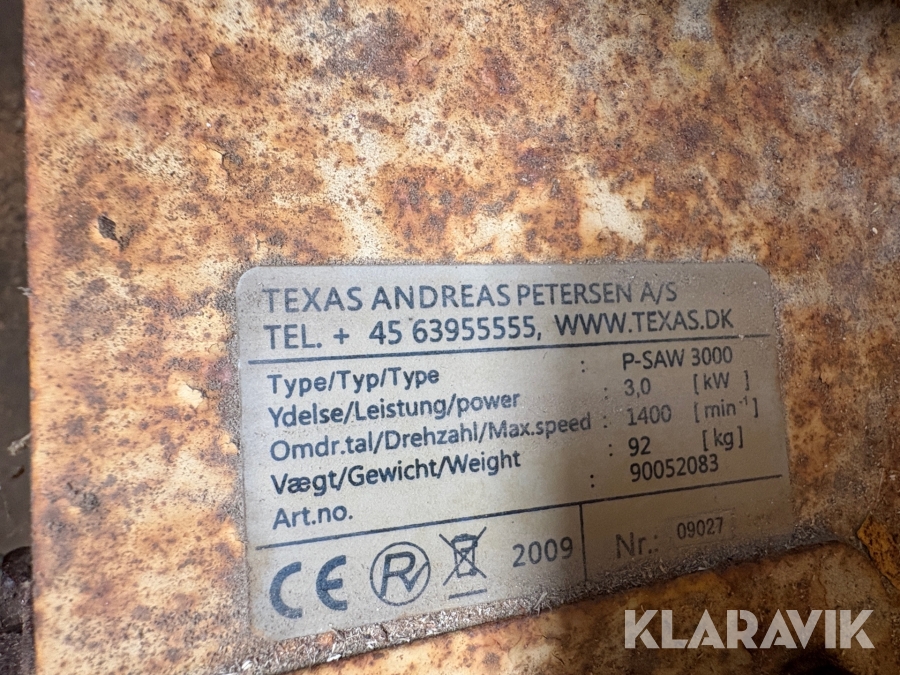 TEXAS ANDREAS PETERSEN A/S
TEL. + 45 63955555, WWW.TEXAS.DK
Type/Typ/Type : P-SAW 3000
Ydelse/Leistung/power : 3,0 [kW]
Omdr.tal/Drehzahl/Max.speed : 1400 [min⁻¹]
Vægt/Gewicht/Weight : 92 [kg]
Art.no. : 90052083
CE R 2009 Nr.: 09027
KLARAVIK